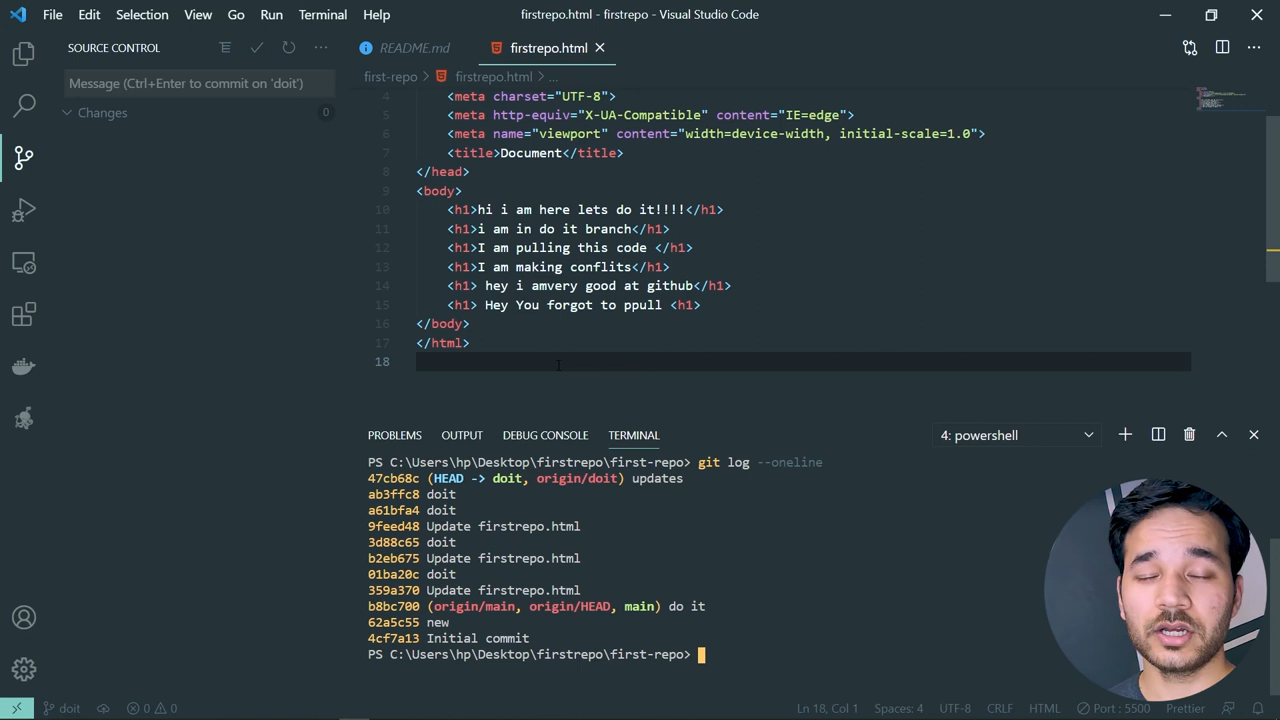 File Edit Selection View Go Run Terminal Help firstrepo.html - firstrepo - Visual Studio Code
SOURCE CONTROL
Message (Ctrl+Enter to commit on 'doit')
Changes 0
README.md firstrepo.html
first-repo > firstrepo.html > ...
4 <meta charset="UTF-8">
5 <meta http-equiv="X-UA-Compatible" content="IE=edge">
6 <meta name="viewport" content="width=device-width, initial-scale=1.0">
7 <title>Document</title>
8 </head>
9 <body>
10 <h1>hi i am here lets do it!!!!</h1>
11 <h1>i am in do it branch</h1>
12 <h1>I am pulling this code </h1>
13 <h1>I am making conflits</h1>
14 <h1> hey i amvery good at github</h1>
15 <h1> Hey You forgot to ppull <h1>
16 </body>
17 </html>
18
PROBLEMS OUTPUT DEBUG CONSOLE TERMINAL 4: powershell
PS C:\Users\hp\Desktop\firstrepo\first-repo> git log --oneline
47cb68c (HEAD -> doit, origin/doit) updates
ab3ffc8 doit
a61bfa4 doit
9feed48 Update firstrepo.html
3d88c65 doit
b2eb675 Update firstrepo.html
01ba20c doit
359a370 Update firstrepo.html
b8bc700 (origin/main, origin/HEAD, main) do it
62a5c55 new
4cf7a13 Initial commit
PS C:\Users\hp\Desktop\firstrepo\first-repo>
doit 0 0 Ln 18, Col 1 Spaces: 4 UTF-8 CRLF HTML Port : 5500 Prettier